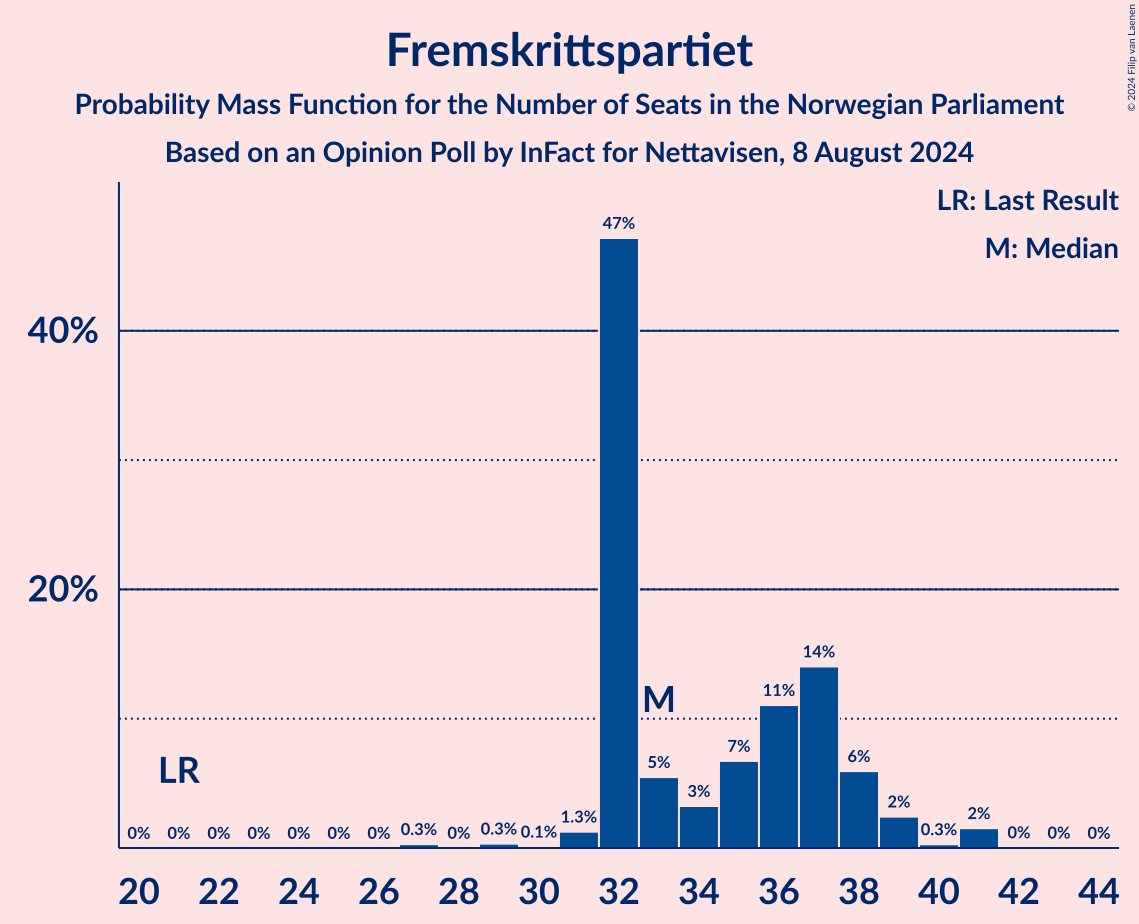 Fremskrittspartiet
Probability Mass Function for the Number of Seats in the Norwegian Parliament
Based on an Opinion Poll by InFact for Nettavisen, 8 August 2024
© 2024 Filip van Laenen
LR: Last Result
M: Median
47%
40%
20%
14%
11%
M
7%
6%
5%
3%
LR
2%
2%
1.3%
0% 0% 0% 0% 0% 0% 0% 0.3% 0% 0.3% 0.1% 0.3% 0% 0% 0%
20 22 24 26 28 30 32 34 36 38 40 42 44